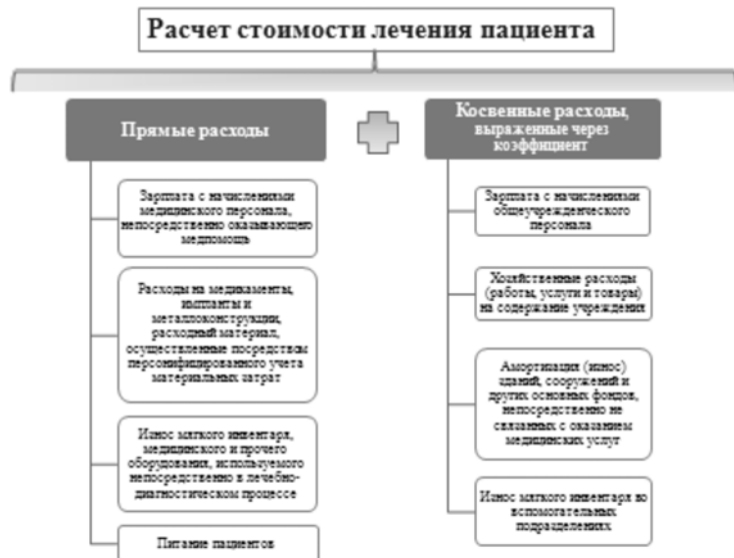 Расчет стоимости лечения пациента
Прямые расходы
Зарплата с начислениями
медицинского персонала,
непосредственно оказывающего
медпомощь
Расходы на медикаменты,
импланты и
металлоконструкции,
расходный материал,
осуществленные посредством
персонифицированного учета
материальных затрат
Износ мягкого инвентаря,
медицинского и прочего
оборудования, используемого
непосредственно в лечебно-
диагностическом процессе
Питание пациентов
Косвенные расходы,
выраженные через
коэффициент
Зарплата с начислениями
общеучрежденческого
персонала
Хозяйственные расходы
(работы, услуги и товары)
на содержание учреждения
Амортизация (износ)
зданий, сооружений и
других основных фондов,
непосредственно не
связанных с оказанием
медицинских услуг
Износ мягкого инвентаря во
вспомогательных
подразделениях